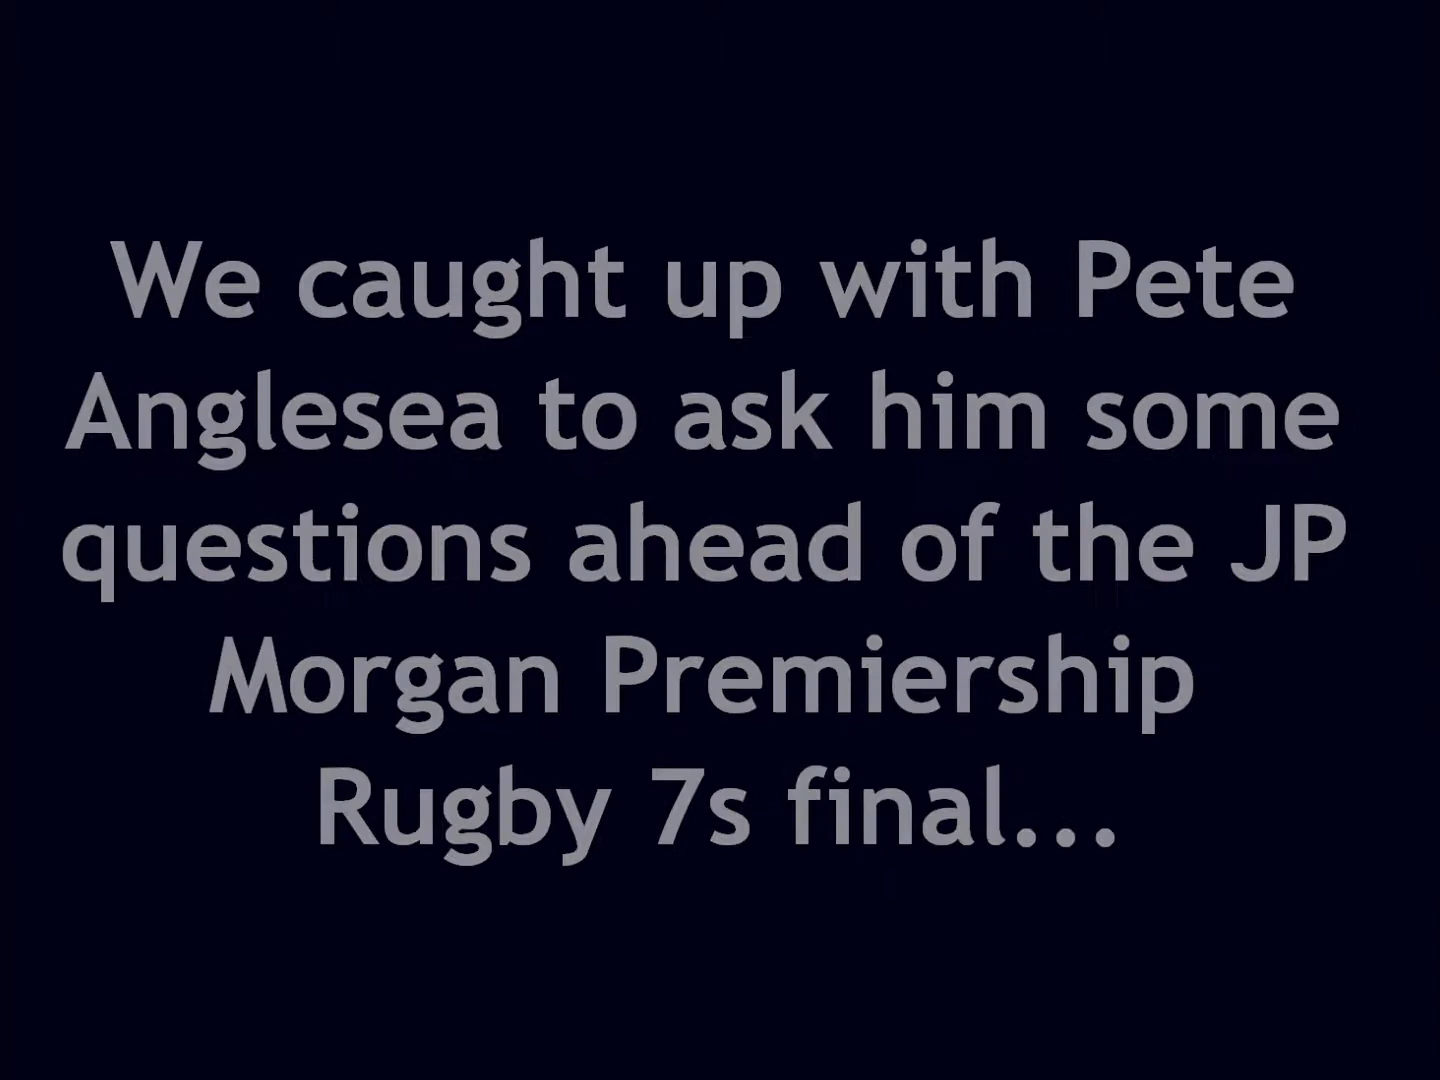 We caught up with Pete
Anglesea to ask him some
questions ahead of the JP
Morgan Premiership
Rugby 7s final...